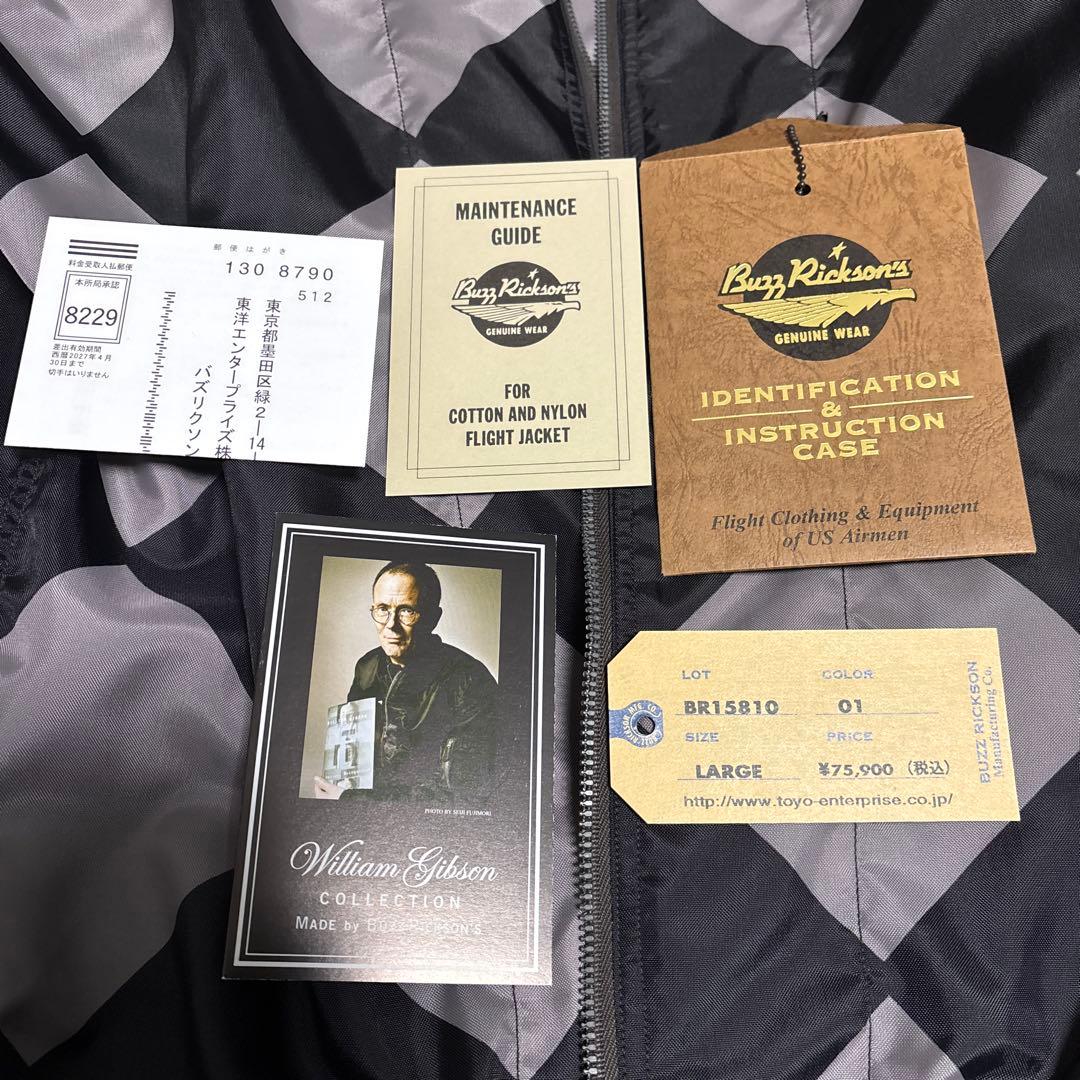 郵便はがき
料金受取人払郵便
本所局承認
8229
差出有効期間
西暦2027年4月
30日まで
切手はいりません
130 8790
512
東京都墨田区緑2-14-
東洋エンタープライズ株
バズリクソン
MAINTENANCE
GUIDE
Buzz Rickson's
GENUINE WEAR
FOR
COTTON AND NYLON
FLIGHT JACKET
Buzz Rickson's
GENUINE WEAR
IDENTIFICATION
&
INSTRUCTION
CASE
Flight Clothing & Equipment
of US Airmen
PHOTO BY SEIJI FUJIMORI
William Gibson
COLLECTION
MADE by BUZZ RICKSON'S
LOT COLOR
BR15810 01
SIZE PRICE
LARGE ¥75,900 (税込)
http://www.toyo-enterprise.co.jp/
BUZZ RICKSON
Manufacturing Co.